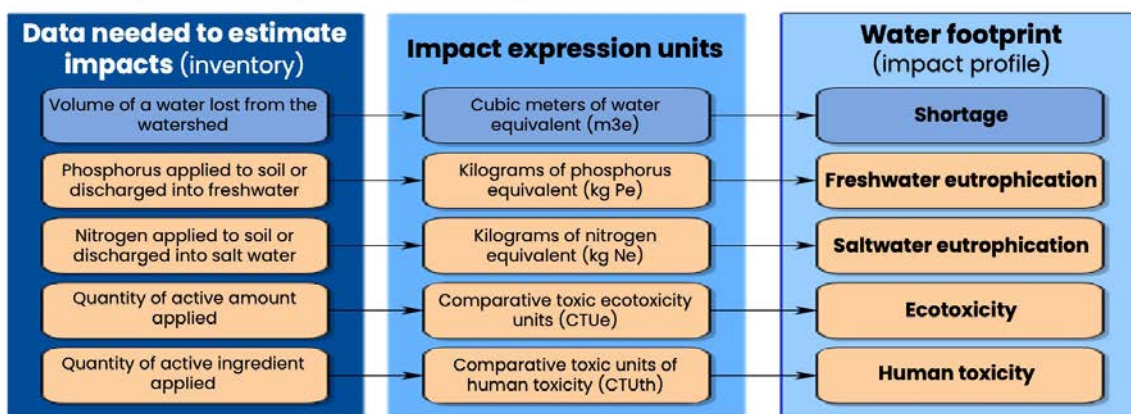 Data needed to estimate
impacts (inventory)
Impact expression units
Water footprint
(impact profile)
Volume of a water lost from the
watershed
Cubic meters of water
equivalent (m3e)
Shortage
Phosphorus applied to soil or
discharged into freshwater
Kilograms of phosphorus
equivalent (kg Pe)
Freshwater eutrophication
Nitrogen applied to soil or
discharged into salt water
Kilograms of nitrogen
equivalent (kg Ne)
Saltwater eutrophication
Quantity of active amount
applied
Comparative toxic ecotoxicity
units (CTUe)
Ecotoxicity
Quantity of active ingredient
applied
Comparative toxic units of
human toxicity (CTUth)
Human toxicity